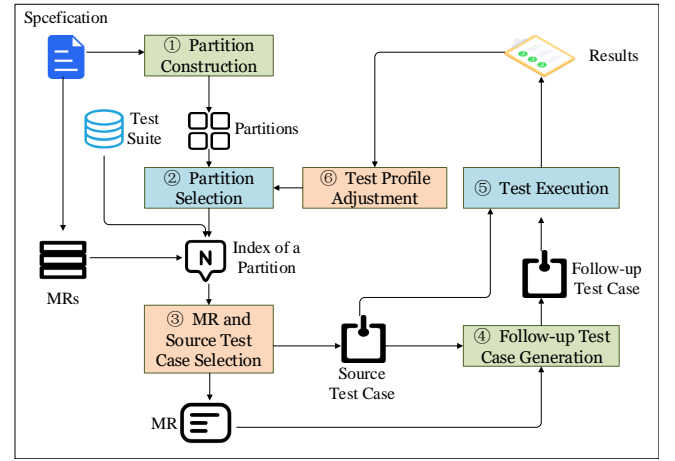 Spcefication
① Partition
Construction
Results
Test
Suite
Partitions
② Partition
Selection
⑥ Test Profile
Adjustment
⑤ Test Execution
N
Index of a
Partition
MRs
Follow-up
Test Case
③ MR and
Source Test
Case Selection
④ Follow-up Test
Case Generation
Source
Test Case
MR